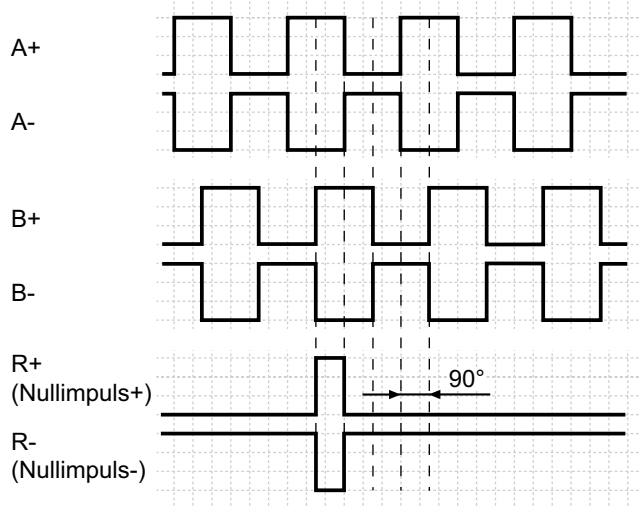 A+
A-
B+
B-
R+
(Nullimpuls+)
90°
R-
(Nullimpuls-)